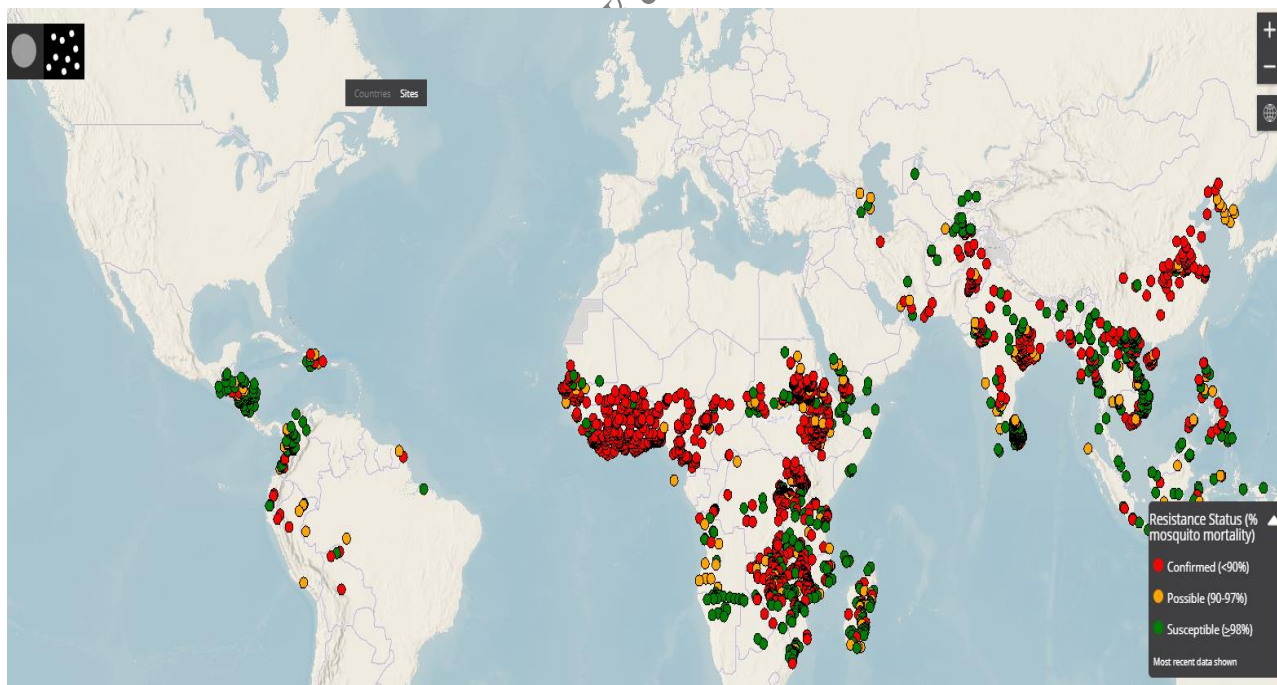 Countries Sites
+
−
Resistance Status (%
mosquito mortality)
Confirmed (<90%)
Possible (90-97%)
Susceptible (≥98%)
Most recent data shown